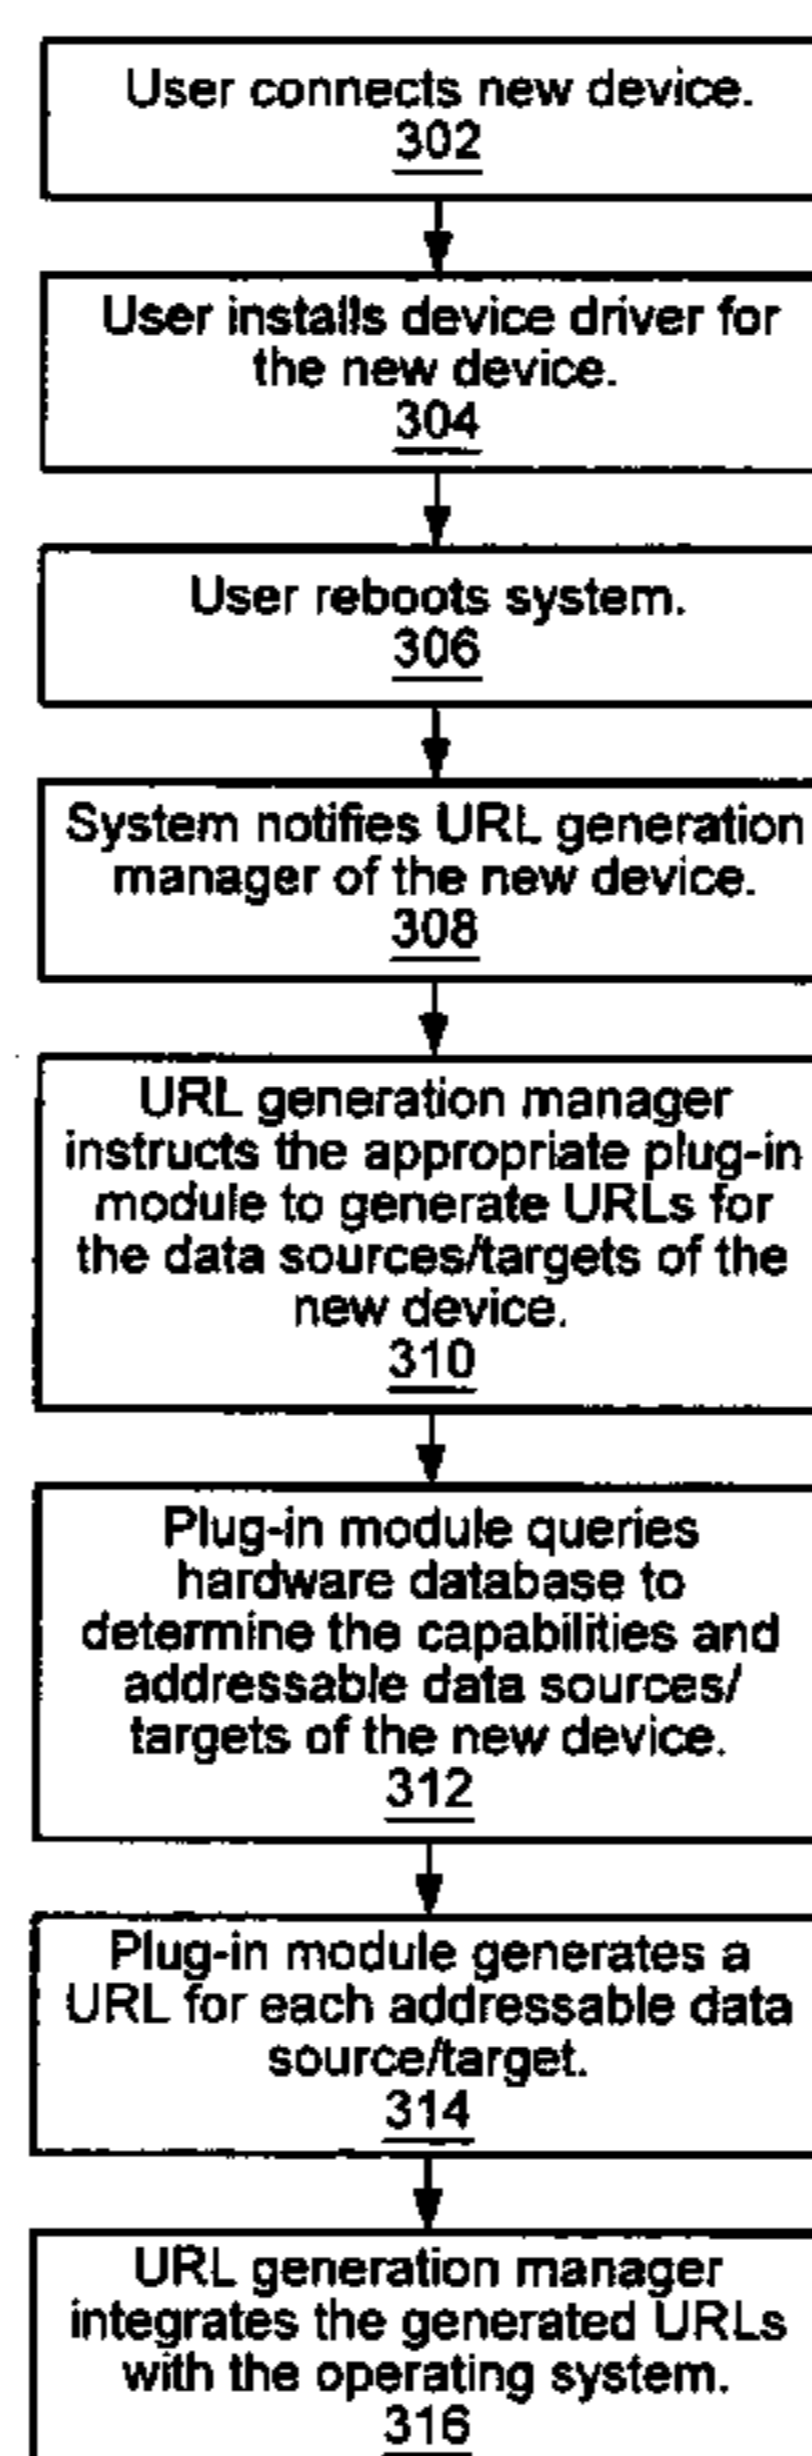 User connects new device.
302
User installs device driver for
the new device.
304
User reboots system.
306
System notifies URL generation
manager of the new device.
308
URL generation manager
instructs the appropriate plug-in
module to generate URLs for
the data sources/targets of the
new device.
310
Plug-in module queries
hardware database to
determine the capabilities and
addressable data sources/
targets of the new device.
312
Plug-in module generates a
URL for each addressable data
source/target.
314
URL generation manager
integrates the generated URLs
with the operating system.
316